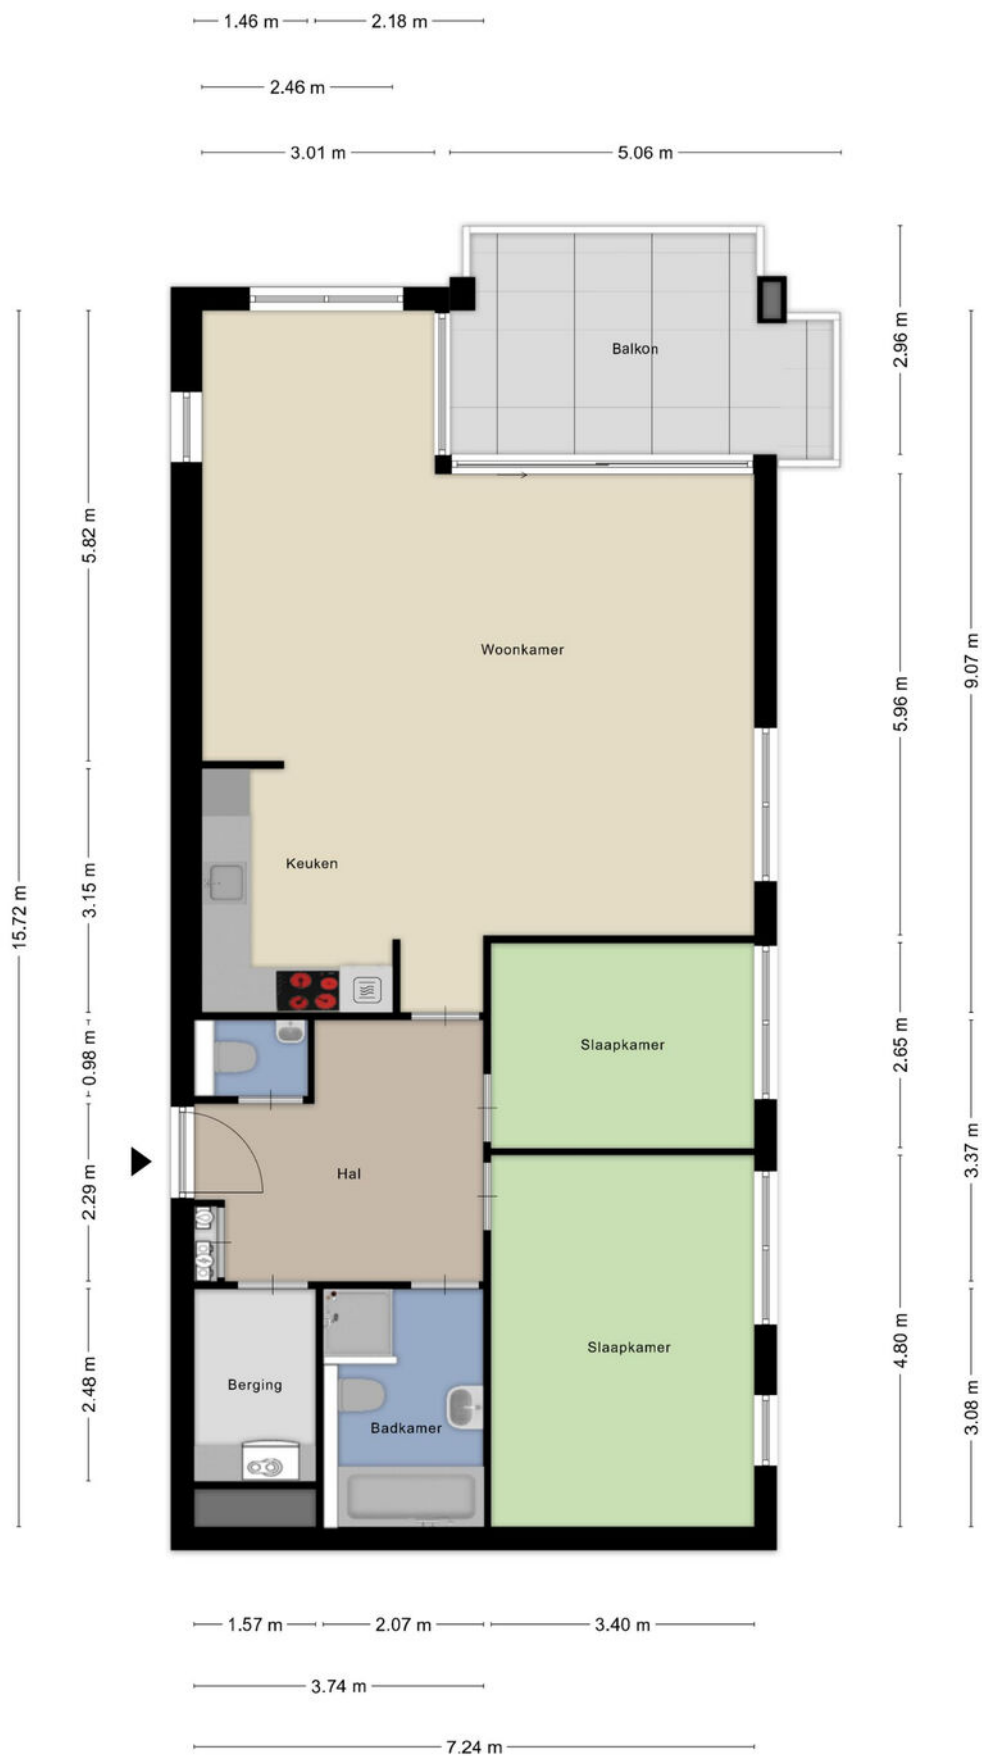 1.46 m 2.18 m
2.46 m
3.01 m 5.06 m
2.96 m
Balkon
5.82 m
Woonkamer
9.07 m
5.96 m
Keuken
3.15 m
15.72 m
Slaapkamer
2.65 m
0.98 m
Hal
2.29 m
3.37 m
Slaapkamer
4.80 m
Berging
2.48 m
Badkamer
3.08 m
1.57 m 2.07 m 3.40 m
3.74 m
7.24 m